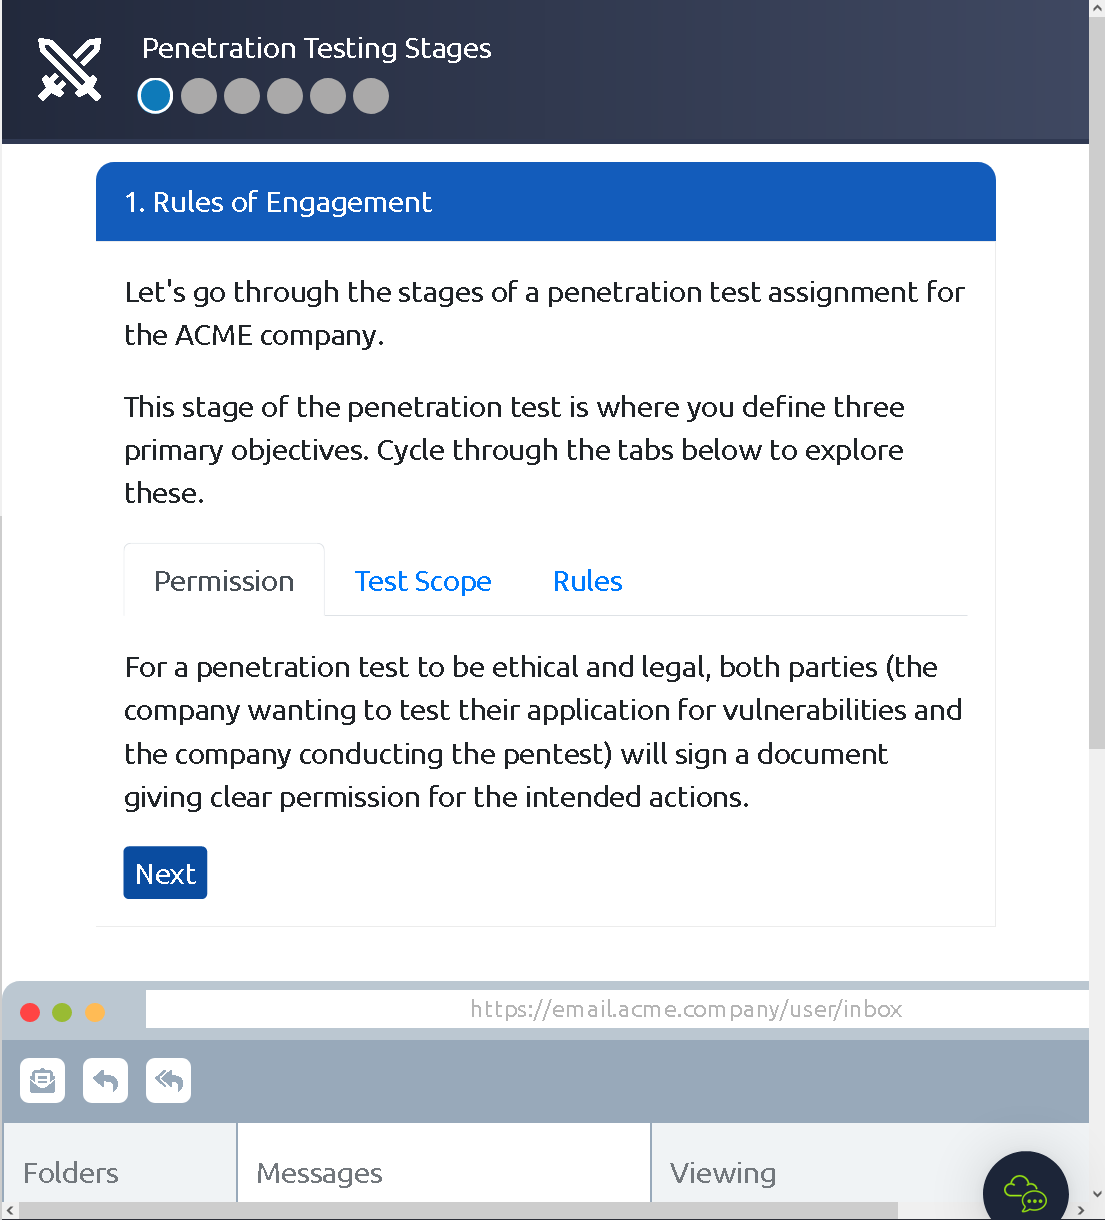 Penetration Testing Stages
1. Rules of Engagement
Let's go through the stages of a penetration test assignment for
the ACME company.
This stage of the penetration test is where you define three
primary objectives. Cycle through the tabs below to explore
these.
Permission Test Scope Rules
For a penetration test to be ethical and legal, both parties (the
company wanting to test their application for vulnerabilities and
the company conducting the pentest) will sign a document
giving clear permission for the intended actions.
Next
https://email.acme.company/user/inbox
Folders Messages Viewing